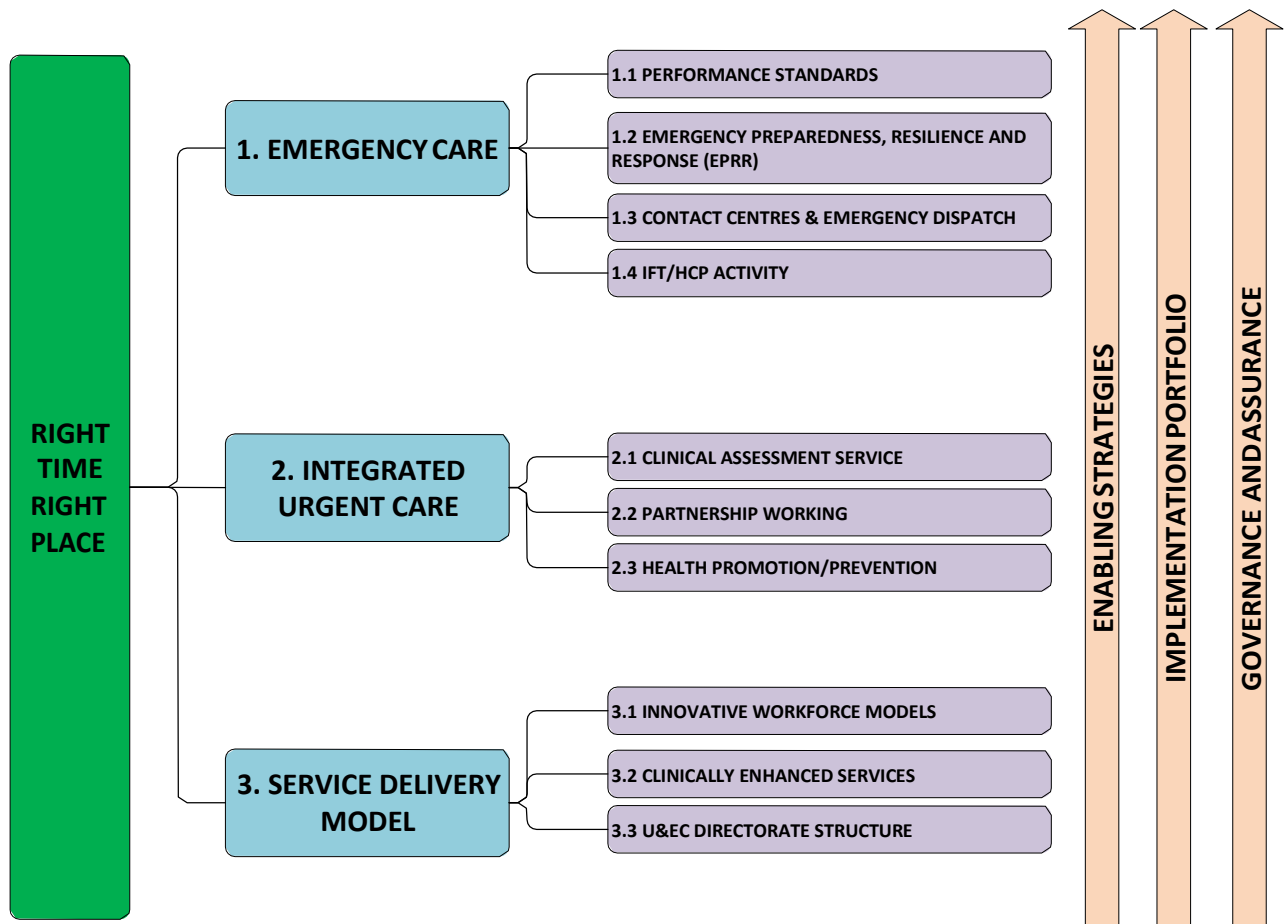 RIGHT
TIME
RIGHT
PLACE
1. EMERGENCY CARE
1.1 PERFORMANCE STANDARDS
1.2 EMERGENCY PREPAREDNESS, RESILIENCE AND
RESPONSE (EPRR)
1.3 CONTACT CENTRES & EMERGENCY DISPATCH
1.4 IFT/HCP ACTIVITY
2. INTEGRATED
URGENT CARE
2.1 CLINICAL ASSESSMENT SERVICE
2.2 PARTNERSHIP WORKING
2.3 HEALTH PROMOTION/PREVENTION
3. SERVICE DELIVERY
MODEL
3.1 INNOVATIVE WORKFORCE MODELS
3.2 CLINICALLY ENHANCED SERVICES
3.3 U&EC DIRECTORATE STRUCTURE
ENABLING STRATEGIES
IMPLEMENTATION PORTFOLIO
GOVERNANCE AND ASSURANCE